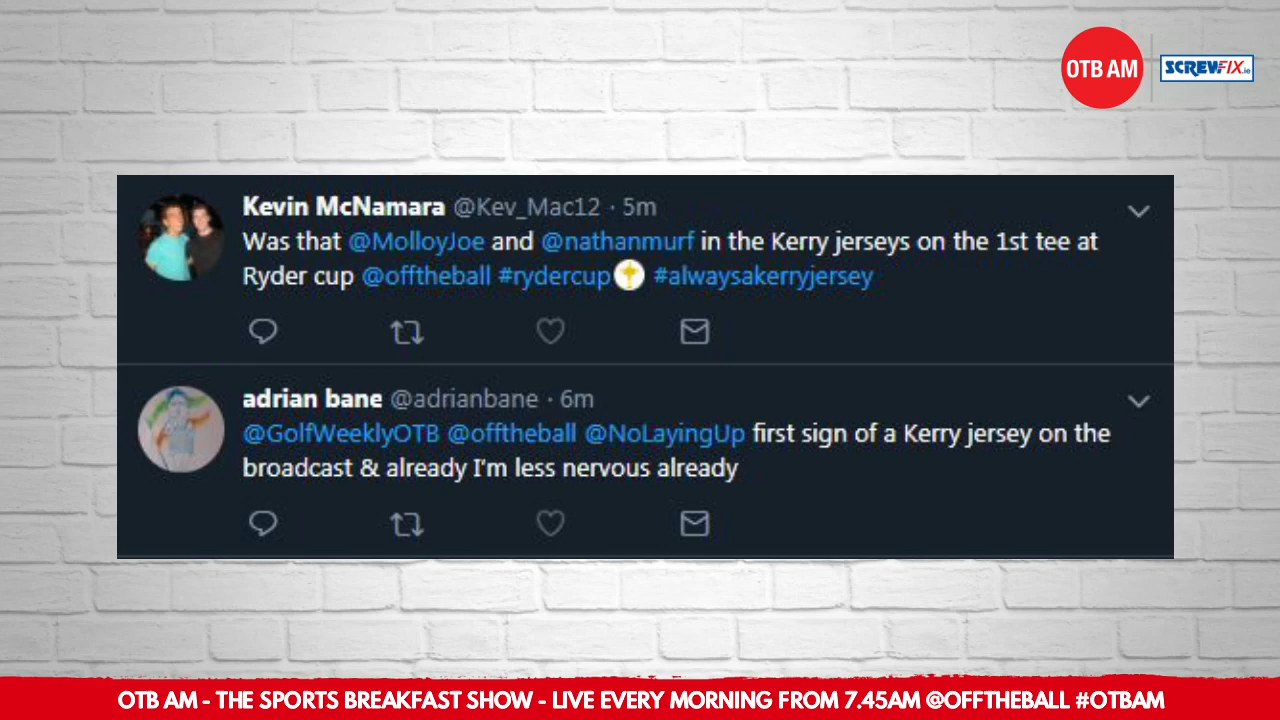 OTB AM
SCREWFIX.ie
Kevin McNamara @Kev_Mac12 · 5m
Was that @MolloyJoe and @nathanmurf in the Kerry jerseys on the 1st tee at
Ryder cup @offtheball #rydercup #alwaysakerryjersey
adrian bane @adrianbane · 6m
@GolfWeeklyOTB @offtheball @NoLayingUp first sign of a Kerry jersey on the
broadcast & already I'm less nervous already
OTB AM - THE SPORTS BREAKFAST SHOW - LIVE EVERY MORNING FROM 7.45AM @OFFTHEBALL #OTBAM